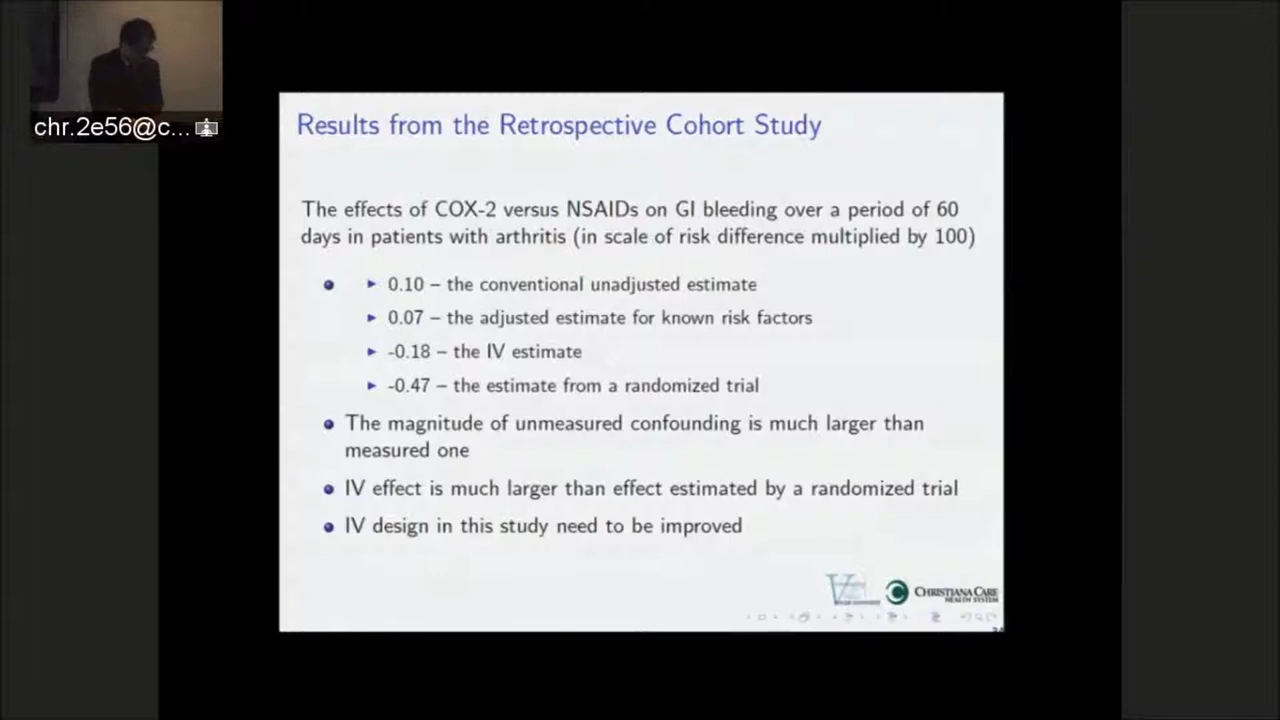 chr.2e56@c...
Results from the Retrospective Cohort Study
The effects of COX-2 versus NSAIDs on GI bleeding over a period of 60
days in patients with arthritis (in scale of risk difference multiplied by 100)
0.10 – the conventional unadjusted estimate
0.07 – the adjusted estimate for known risk factors
-0.18 – the IV estimate
-0.47 – the estimate from a randomized trial
The magnitude of unmeasured confounding is much larger than
measured one
IV effect is much larger than effect estimated by a randomized trial
IV design in this study need to be improved
CHRISTIANA CARE
HEALTH SYSTEM